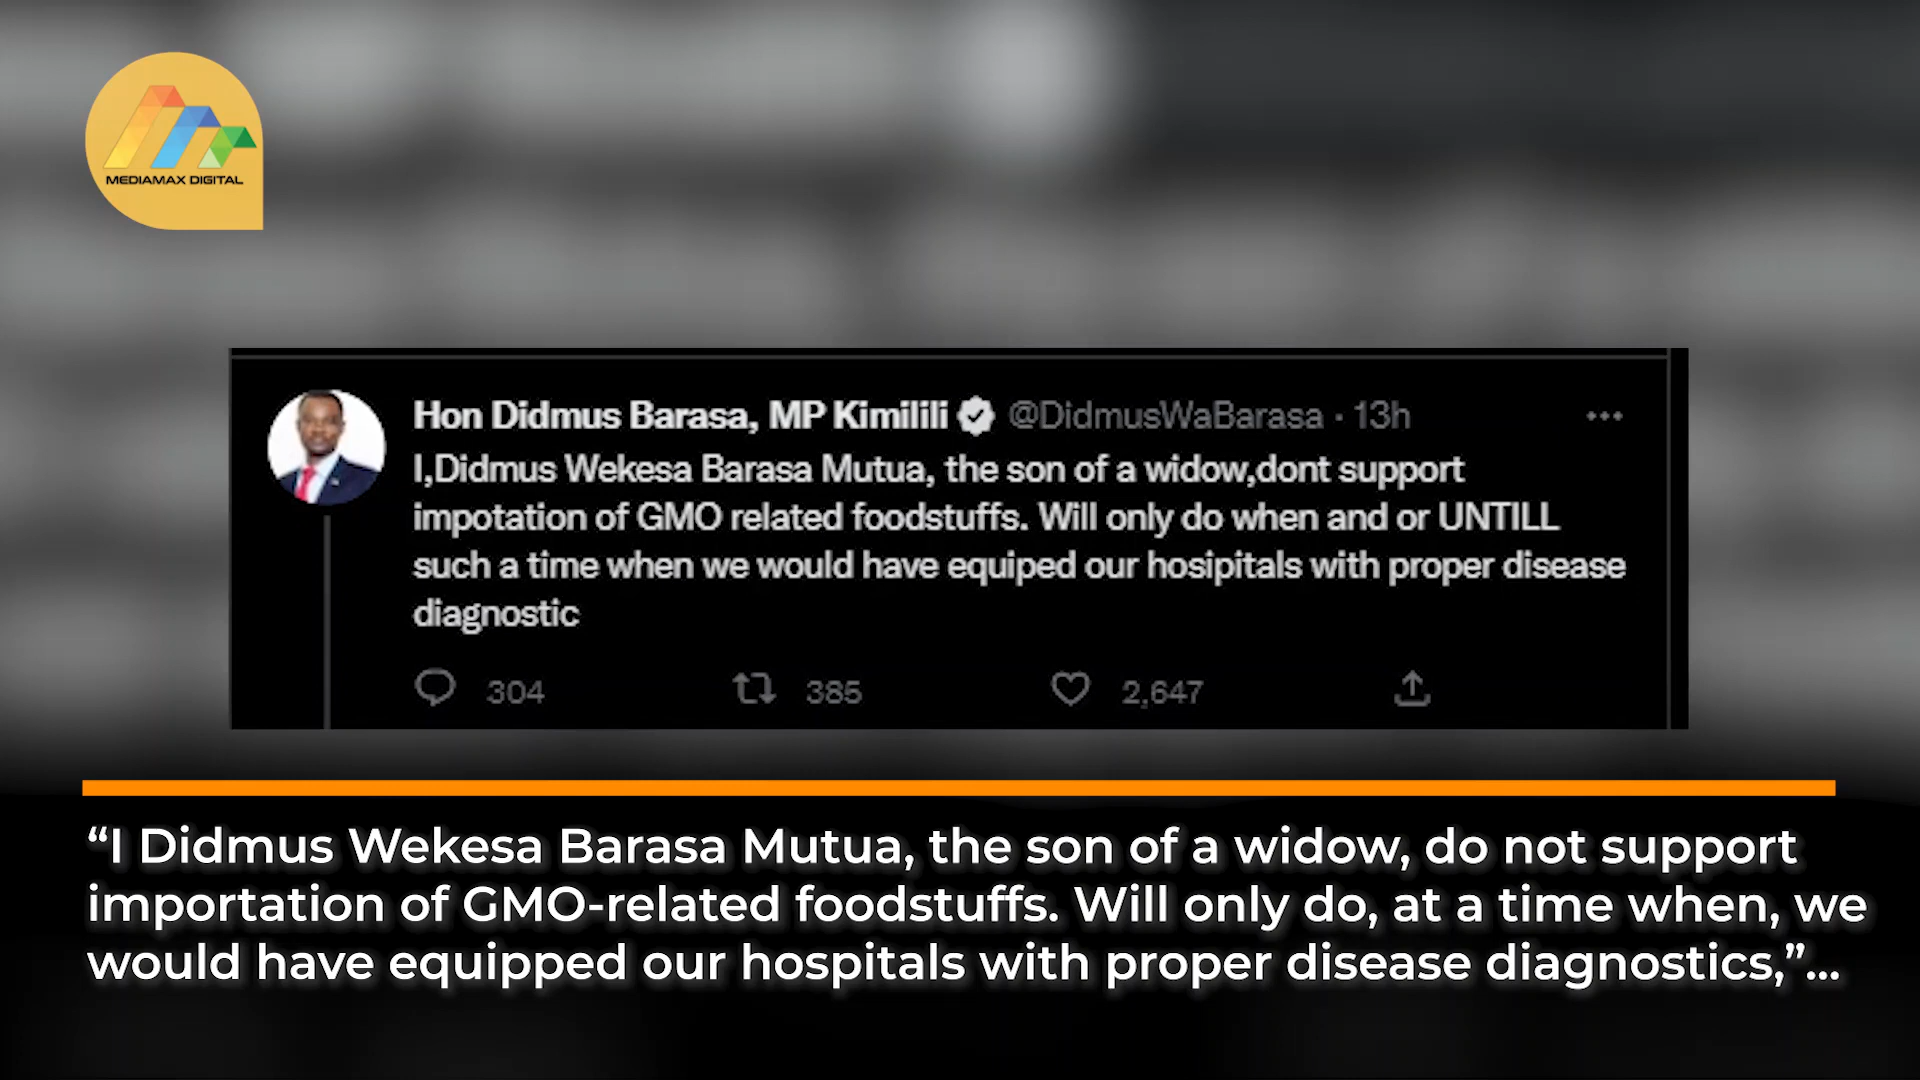 MEDIAMAX DIGITAL
Hon Didmus Barasa, MP Kimilili @DidmusWaBarasa · 13h
I,Didmus Wekesa Barasa Mutua, the son of a widow,dont support
impotation of GMO related foodstuffs. Will only do when and or UNTILL
such a time when we would have equiped our hosipitals with proper disease
diagnostic
304 385 2,647
“I Didmus Wekesa Barasa Mutua, the son of a widow, do not support
importation of GMO-related foodstuffs. Will only do, at a time when, we
would have equipped our hospitals with proper disease diagnostics,”...